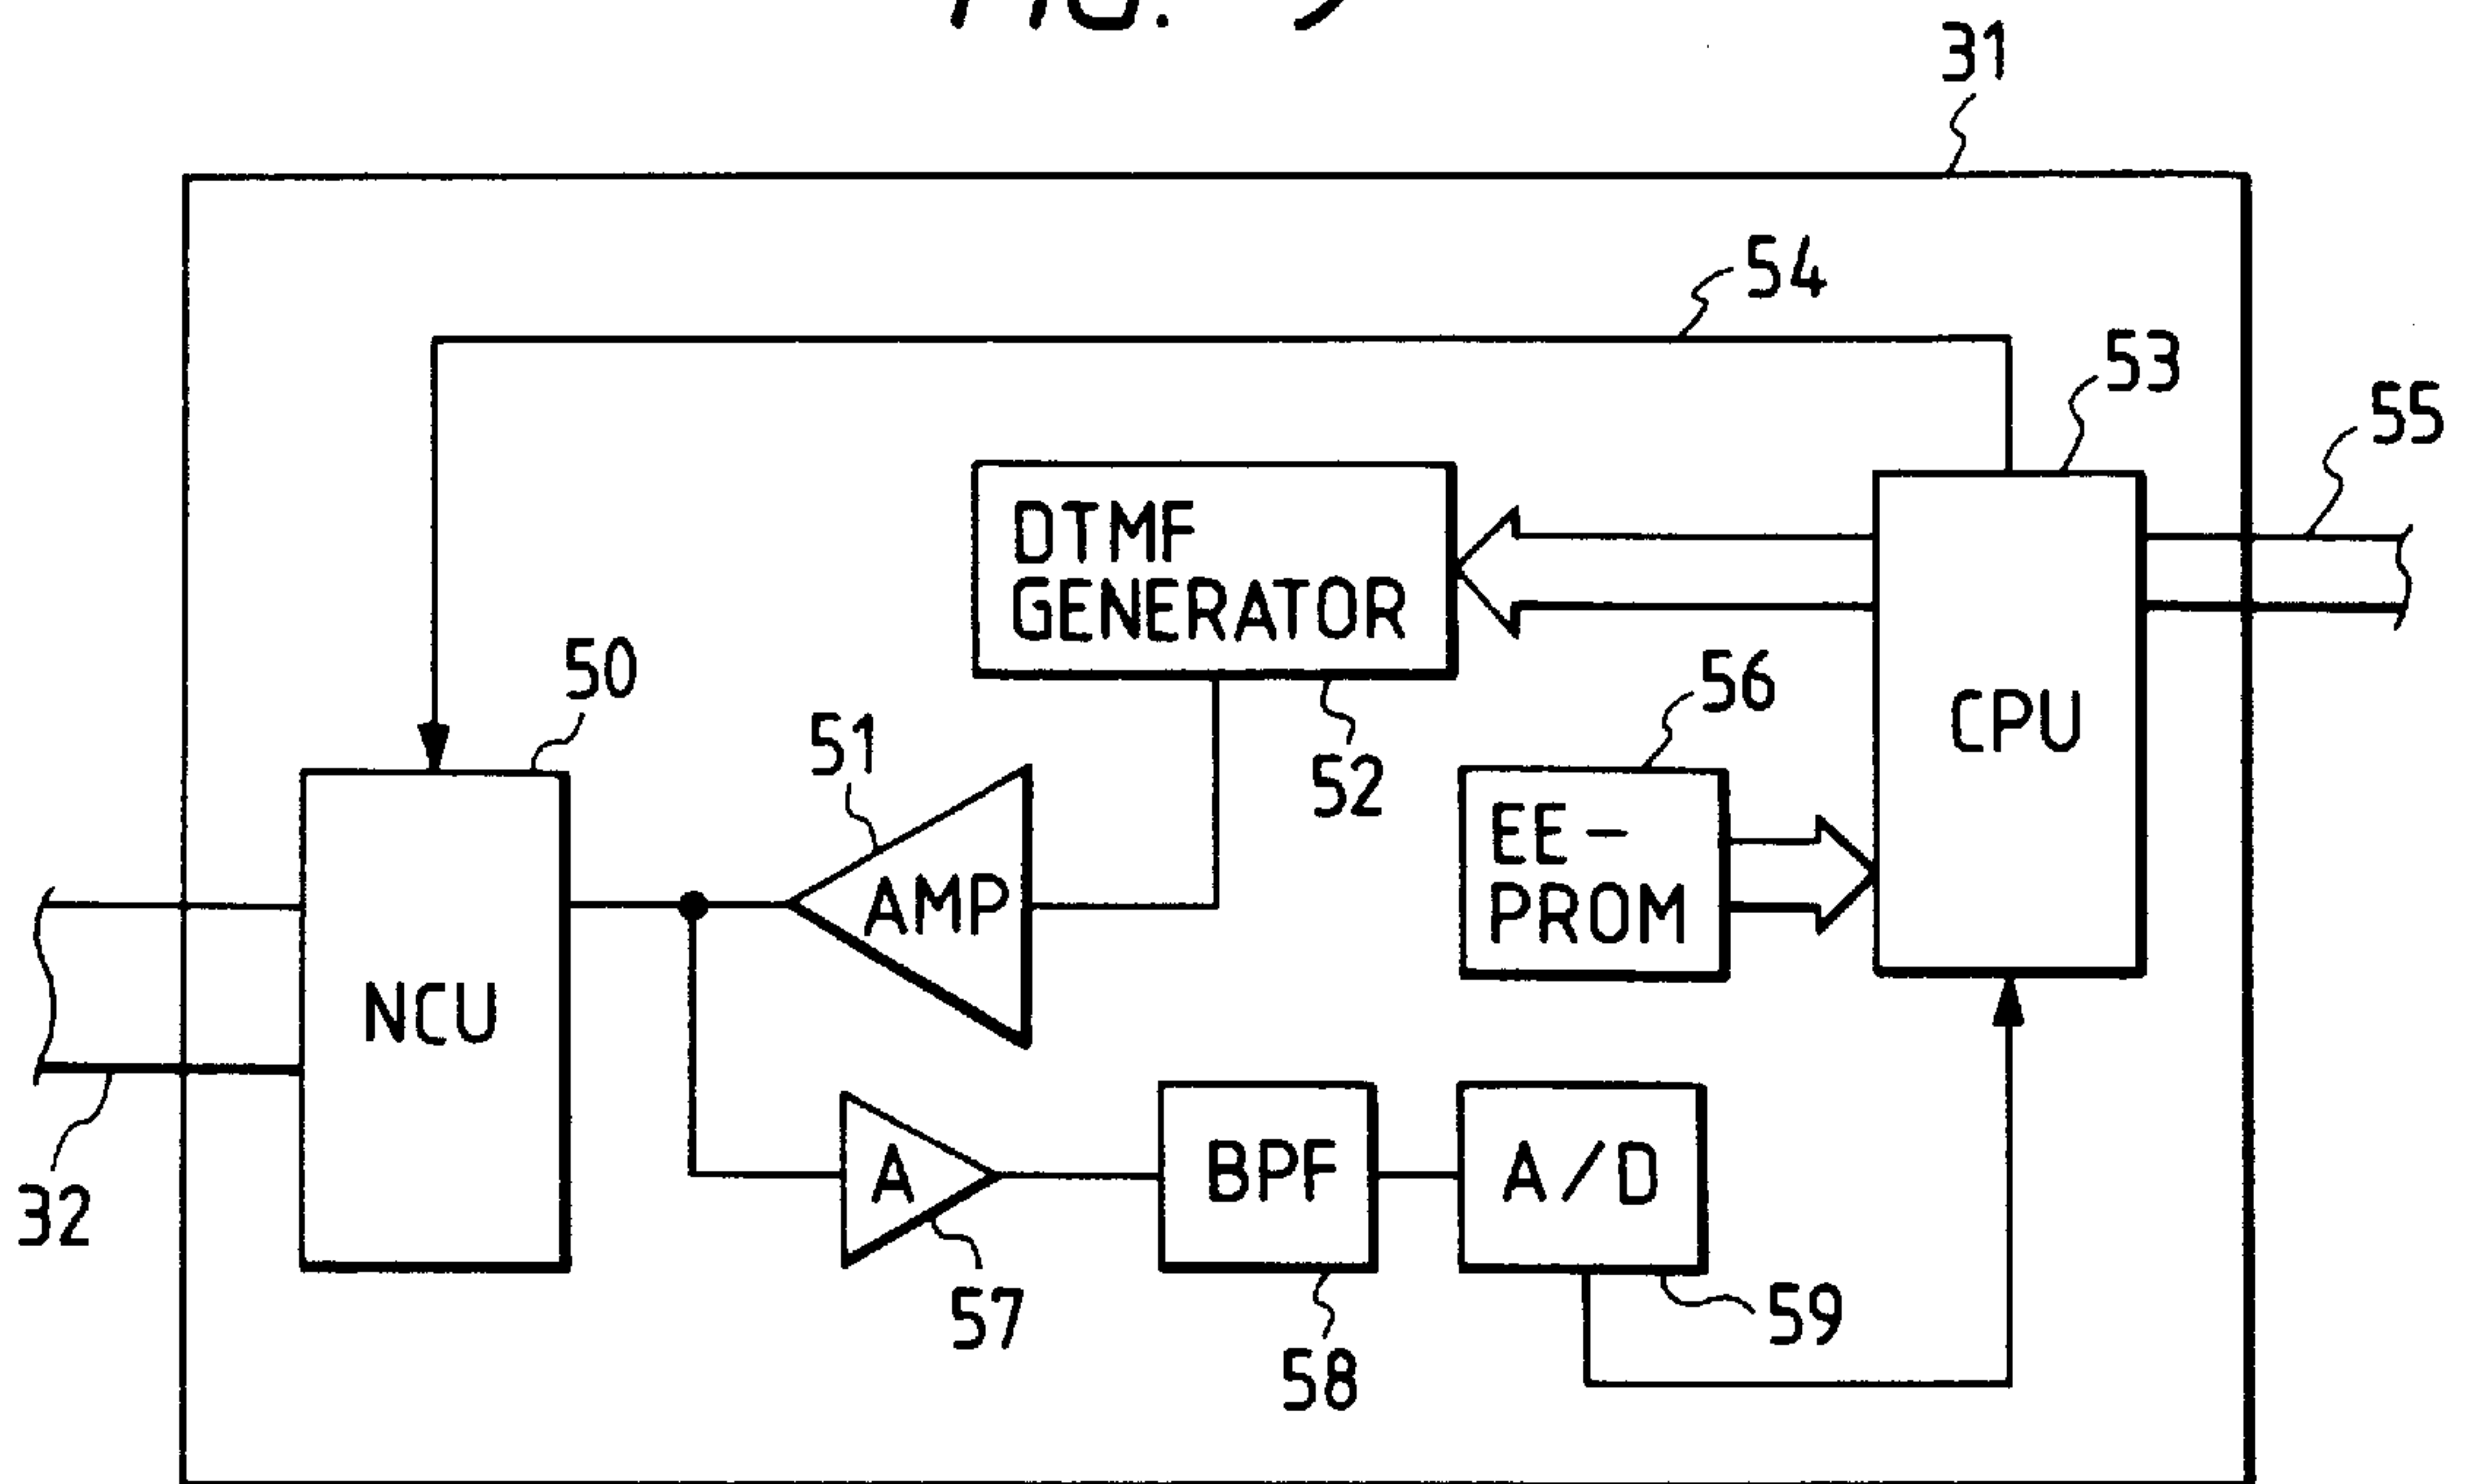 FIG.
31
54
53
55
DTMF
GENERATOR
50
51
52
56
CPU
EE-
PROM
AMP
NCU
32
A
BPF
A/D
57
58
59